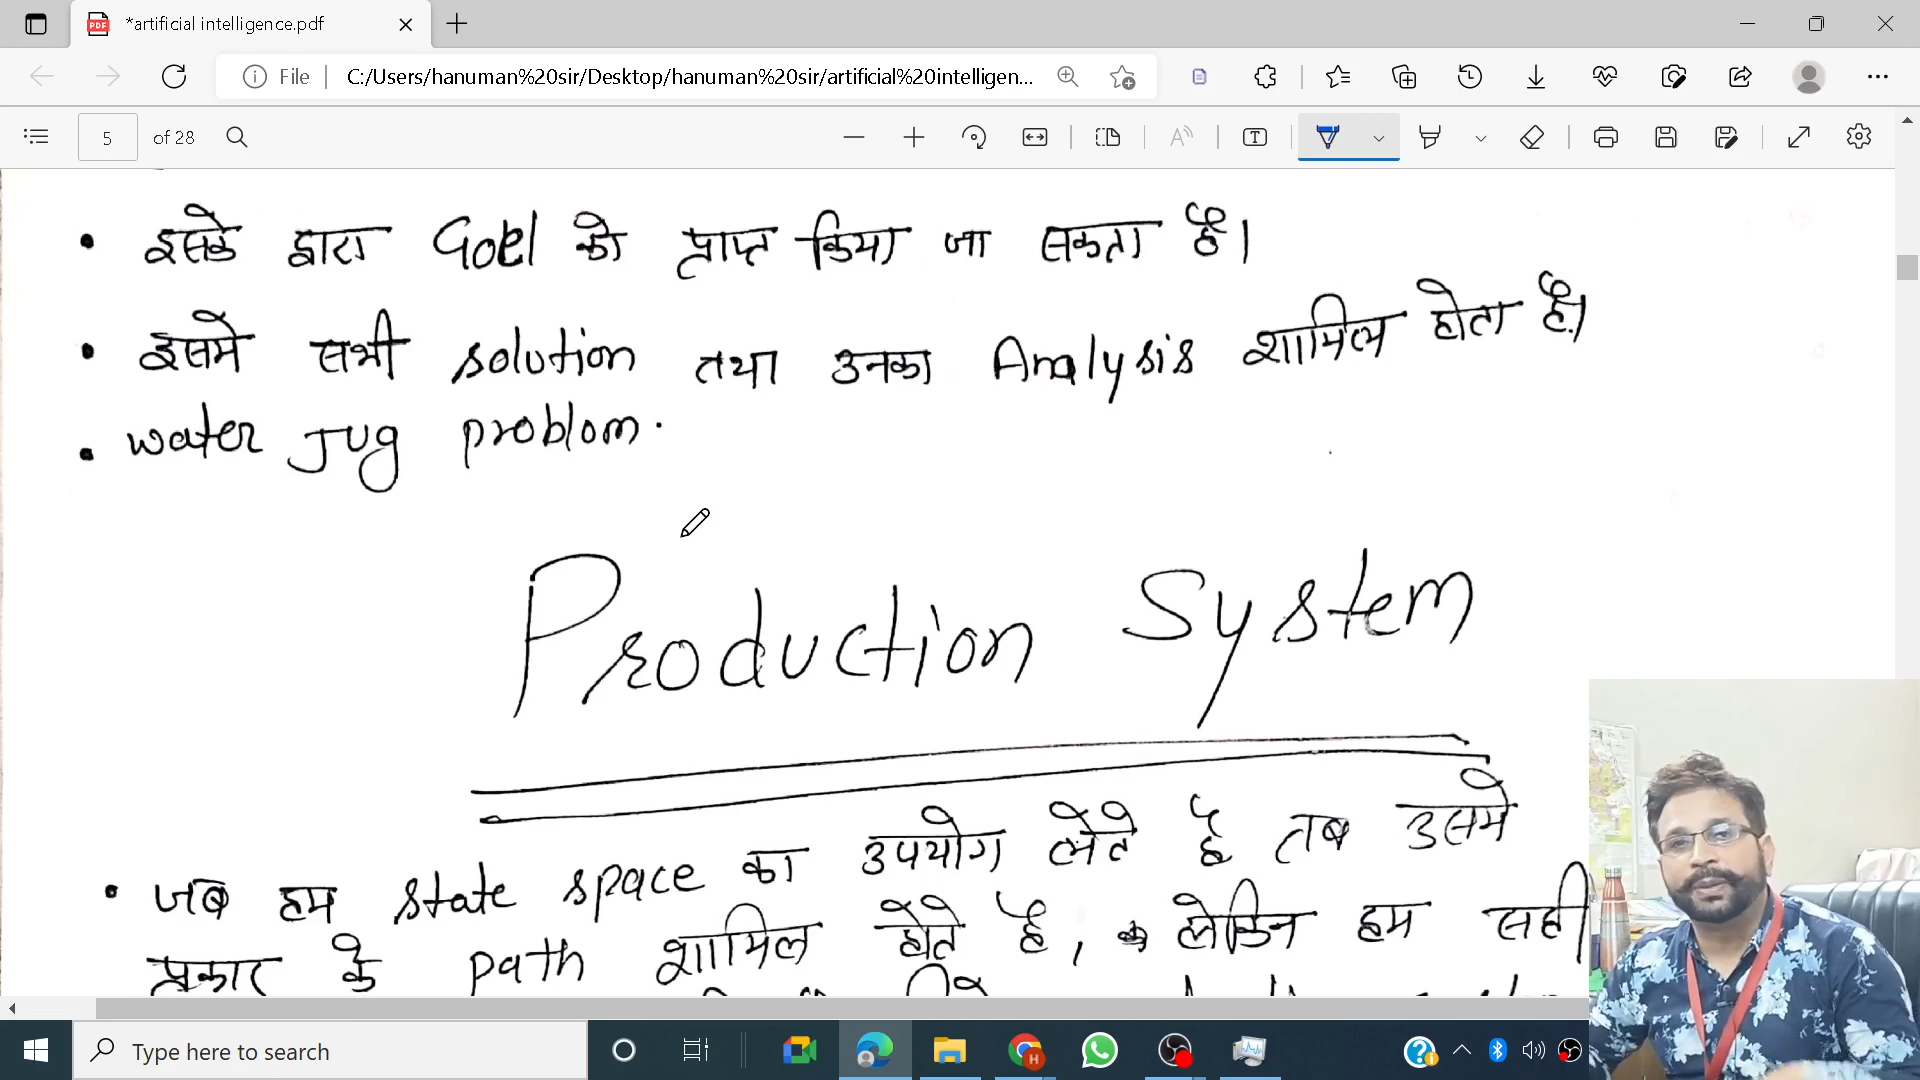 *artificial intelligence.pdf
File
C:/Users/hanuman%20sir/Desktop/hanuman%20sir/artificial%20intelligen...
5 of 28
• इसके द्वारा Goal को प्राप्त किया जा सकता है।
• इसमे सभी solution तथा उनका Analysis शामिल होता है।
• water Jug problom.
Production System
• जब हम state space का उपयोग लेते है तब उसमे
प्रकार के path शामिल होते है, लेकिन हम सही
Type here to search